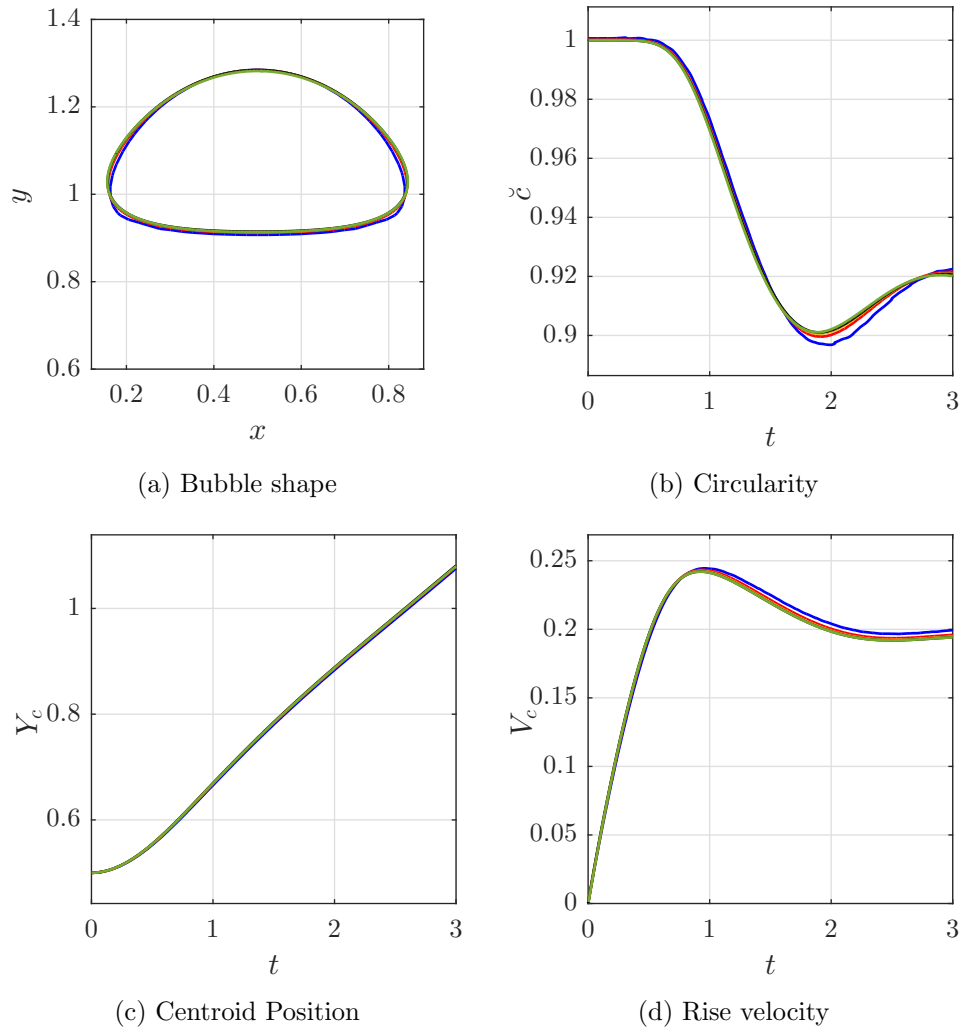 1.4
1.2
1
0.8
0.6
y
0.2 0.4 0.6 0.8
x
(a) Bubble shape
1
0.98
0.96
0.94
0.92
0.9
c̆
0 1 2 3
t
(b) Circularity
1
0.8
0.6
Y_c
0 1 2 3
t
(c) Centroid Position
0.25
0.2
0.15
0.1
0.05
0
V_c
0 1 2 3
t
(d) Rise velocity